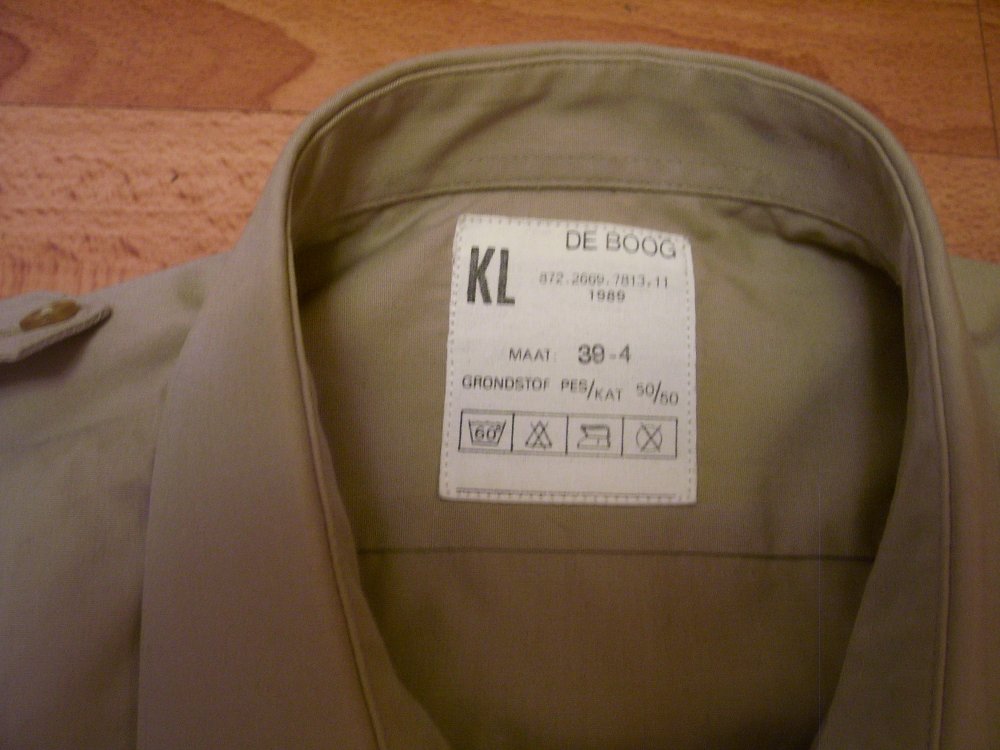 DE BOOG
KL
872.2669.7813.11
1989
MAAT: 39-4
GRONDSTOF PES/KAT 50/50
60